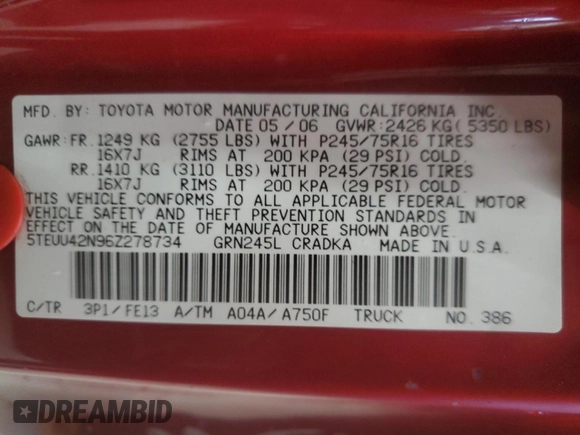 MFD. BY: TOYOTA MOTOR MANUFACTURING CALIFORNIA INC.
DATE 05 / 06 GVWR: 2426 KG( 5350 LBS)
GAWR: FR. 1249 KG (2755 LBS) WITH P245/75R16 TIRES
16X7J RIMS AT 200 KPA (29 PSI) COLD.
RR. 1410 KG (3110 LBS) WITH P245/75R16 TIRES
16X7J RIMS AT 200 KPA (29 PSI) COLD.
THIS VEHICLE CONFORMS TO ALL APPLICABLE FEDERAL MOTOR
VEHICLE SAFETY AND THEFT PREVENTION STANDARDS IN
EFFECT ON THE DATE OF MANUFACTURE SHOWN ABOVE.
5TEUU42N96Z278734 GRN245L CRADKA MADE IN U.S.A.
C/TR 3P1/ FE13 A/TM A04A/ A750F TRUCK NO. 386
DREAMBID